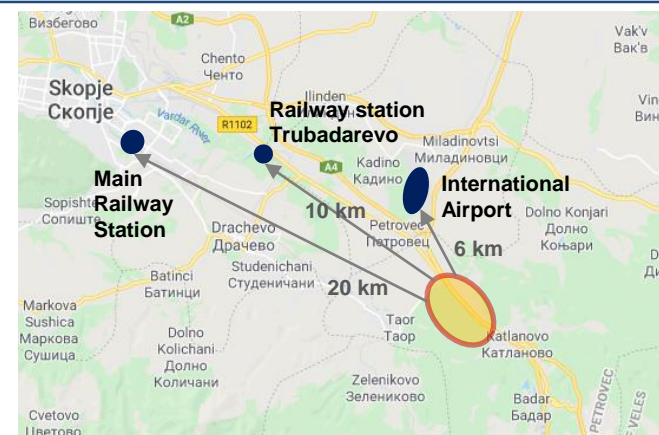 Визбегово
A2
Vak'v
Вак'в
Chento
Ченто
Skopje
Скопје
Ilinden
Vardar River
R1102
Railway station
Trubadarevo
Vin
Вин
Miladinovtsi
Миладиновци
A4
Kadino
Кадино
Main
Railway
Station
International
Airport
Sopishte
Сопиште
10 km
Dolno Konjari
Долно
Коњари
Drachevo
Драчево
Petrovec
Петровец
6 km
Studenichani
Студеничани
Batinci
Батинци
20 km
Markova
Sushica
Маркова
Сушица
Taor
Таор
Katlanovo
Катланово
Dolno
Kolichani
Долно
Количани
Zelenikovo
Зелениково
Badar
Бадар
PETROVEC
VELES
Cvetovo
Цветово